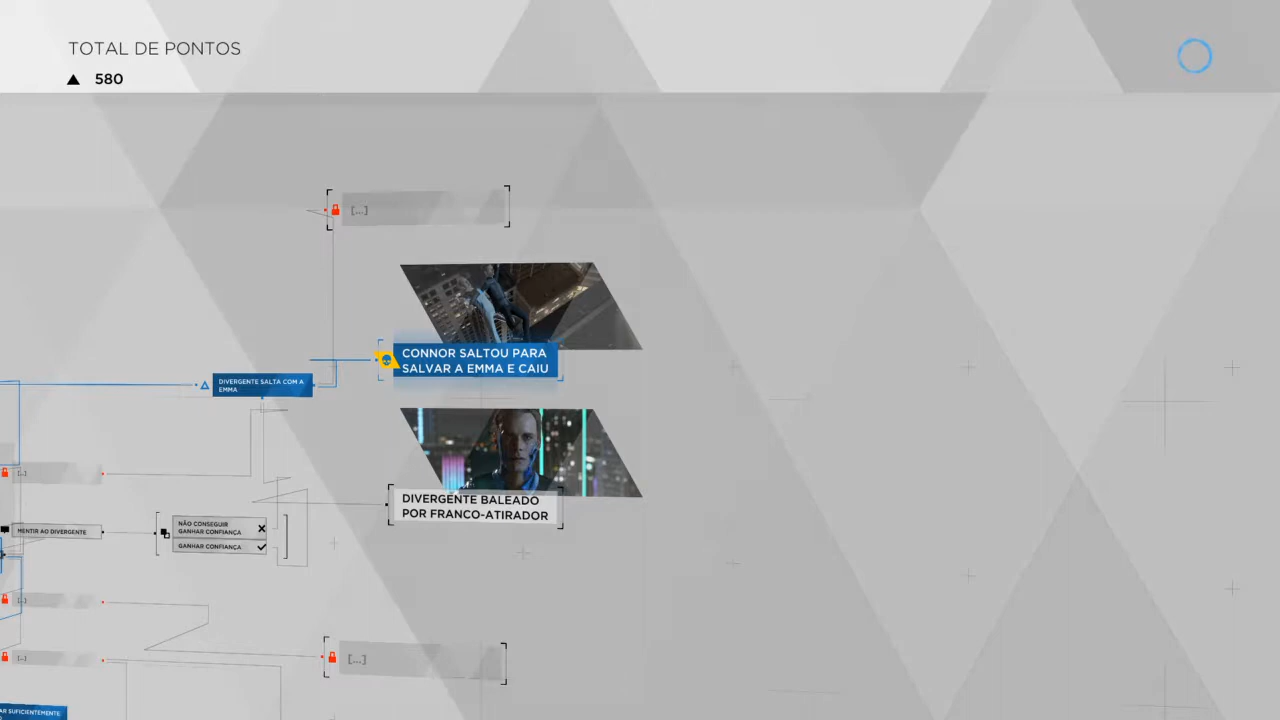 TOTAL DE PONTOS
580
[...]
CONNOR SALTOU PARA
SALVAR A EMMA E CAIU
DIVERGENTE SALTA COM A
EMMA
[...]
DIVERGENTE BALEADO
POR FRANCO-ATIRADOR
MENTIR AO DIVERGENTE
NÃO CONSEGUIR
GANHAR CONFIANÇA
GANHAR CONFIANÇA
[...]
[...]
[...]
AR SUFICIENTEMENTE